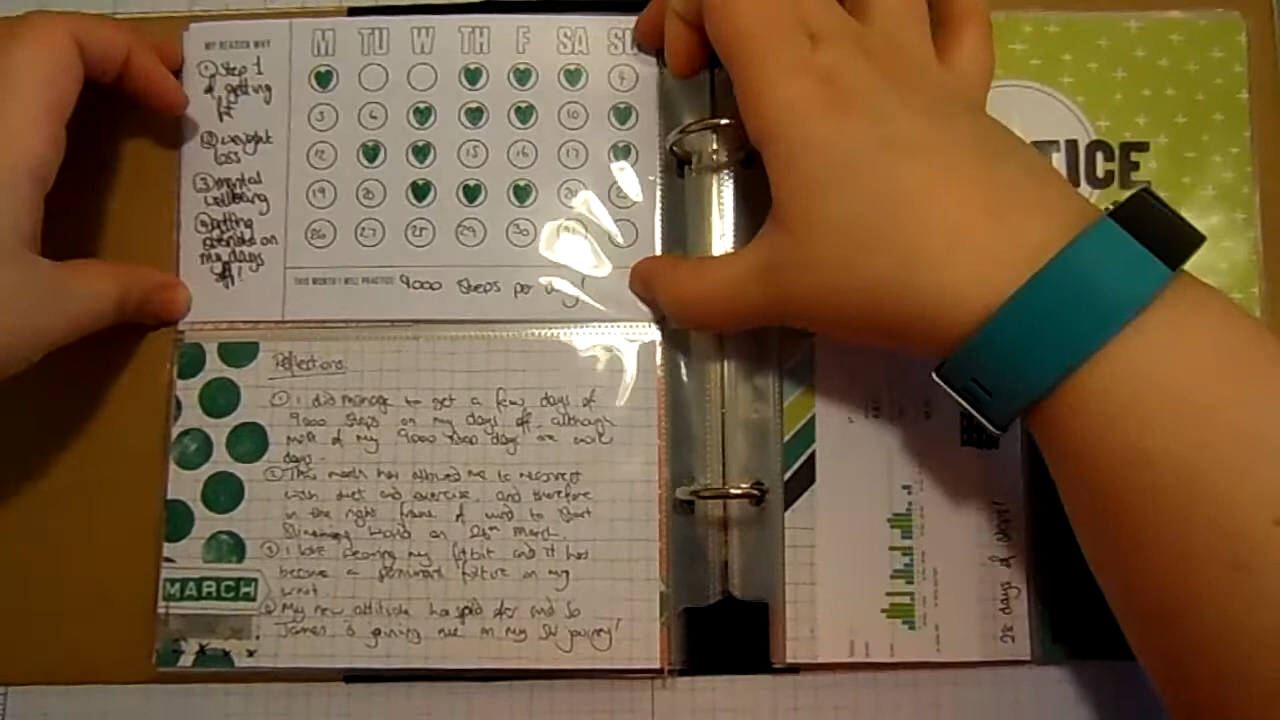 MY REASON WHY
① Step 1
of getting
fit
② weight
loss
③ mental
wellbeing
④ getting
on
my days
off!
M TU W TH F SA SU
4
5 6 10
12 15 16 17
19 20
26 27 28 29 30 31
THIS MONTH I WILL PRACTICE 9000 Steps per day!
Reflections:
① I did manage to get a few days of
9000 steps on my days off, although
most of my 9000 days are work
days.
② This month has allowed me to reconnect
with diet and exercise, and therefore
in the right frame of mind to start
Slimming World on 26th March.
③ I love wearing my fitbit and it has
become a permanent fixture on my
wrist.
④ My new attitude has paid off and so
James is joining me on my SW journey!
MARCH
TICE
28 days of steps!